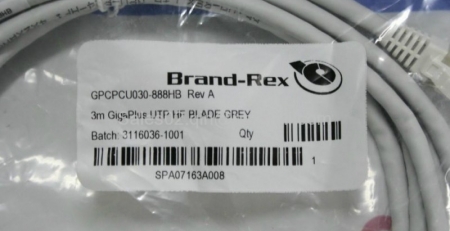 Brand-Rex
GPCPCU030-888HB Rev A
3m GigaPlus UTP HF BLADE GREY
Batch: 3116036-1001 Qty
1
SPA07163A008